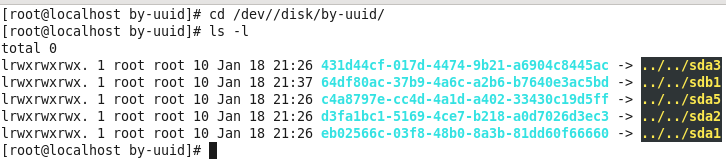 [root@localhost by-uuid]# cd /dev//disk/by-uuid/
[root@localhost by-uuid]# ls -l
total 0
lrwxrwxrwx. 1 root root 10 Jan 18 21:26 431d44cf-017d-4474-9b21-a6904c8445ac -> ../../sda3
lrwxrwxrwx. 1 root root 10 Jan 18 21:37 64df80ac-37b9-4a6c-a2b6-b7640e3ac5bd -> ../../sdb1
lrwxrwxrwx. 1 root root 10 Jan 18 21:26 c4a8797e-cc4d-4a1d-a402-33430c19d5ff -> ../../sda5
lrwxrwxrwx. 1 root root 10 Jan 18 21:26 d3fa1bc1-5169-4ce7-b218-a0d7026d3ec3 -> ../../sda2
lrwxrwxrwx. 1 root root 10 Jan 18 21:26 eb02566c-03f8-48b0-8a3b-81dd60f66660 -> ../../sda1
[root@localhost by-uuid]#